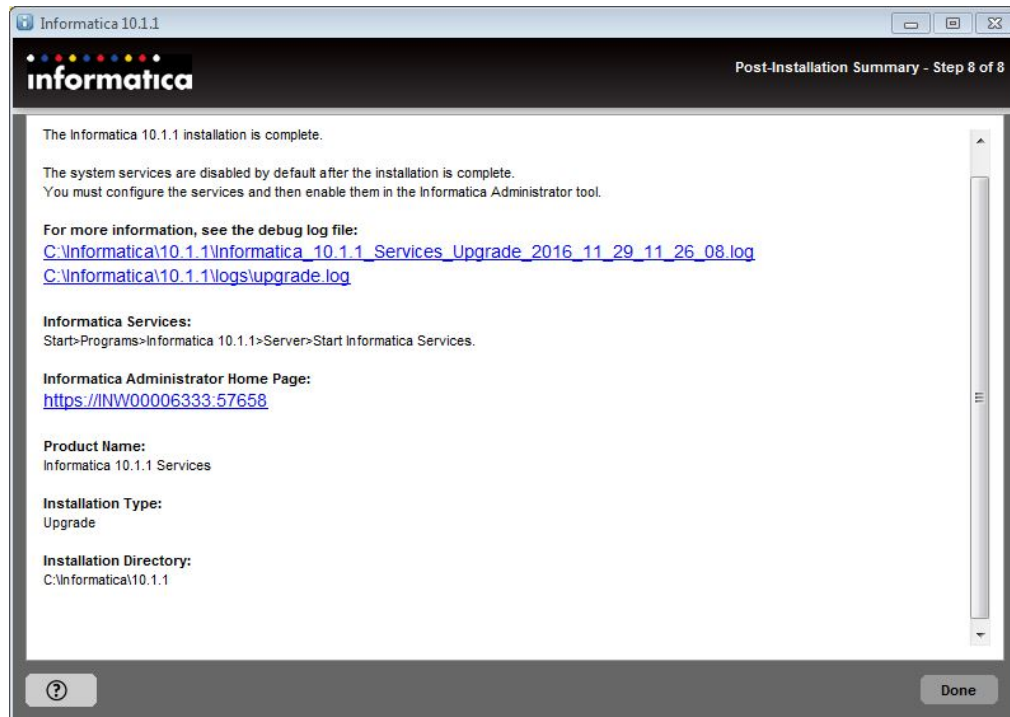 Informatica 10.1.1
informatica
Post-Installation Summary - Step 8 of 8
The Informatica 10.1.1 installation is complete.
The system services are disabled by default after the installation is complete.
You must configure the services and then enable them in the Informatica Administrator tool.
For more information, see the debug log file:
C:\Informatica\10.1.1\Informatica_10.1.1_Services_Upgrade_2016_11_29_11_26_08.log
C:\Informatica\10.1.1\logs\upgrade.log
Informatica Services:
Start>Programs>Informatica 10.1.1>Server>Start Informatica Services.
Informatica Administrator Home Page:
https://INW00006333:57658
Product Name:
Informatica 10.1.1 Services
Installation Type:
Upgrade
Installation Directory:
C:\Informatica\10.1.1
?
Done